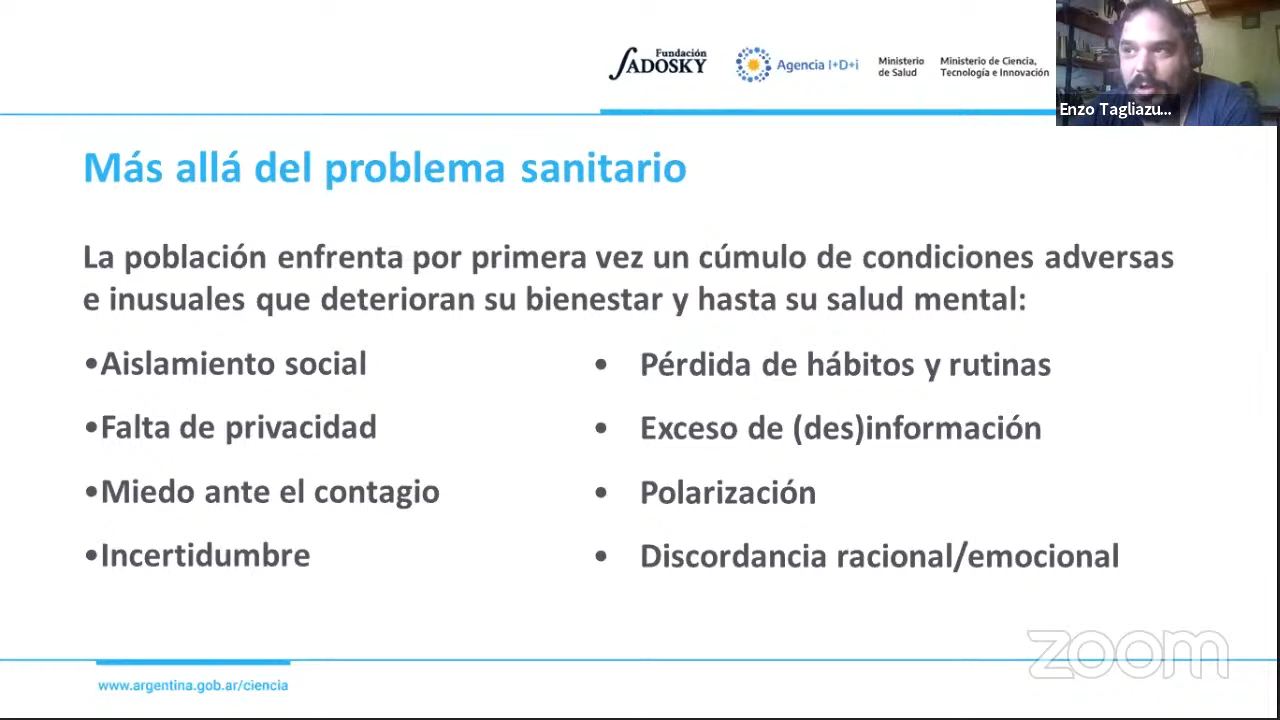 Fundación
SADOSKY
Agencia I+D+i
Ministerio
de Salud
Ministerio de Ciencia,
Tecnología e Innovación
Enzo Tagliazu...
Más allá del problema sanitario
La población enfrenta por primera vez un cúmulo de condiciones adversas
e inusuales que deterioran su bienestar y hasta su salud mental:
•Aislamiento social
•Falta de privacidad
•Miedo ante el contagio
•Incertidumbre
• Pérdida de hábitos y rutinas
• Exceso de (des)información
• Polarización
• Discordancia racional/emocional
zoom
www.argentina.gob.ar/ciencia